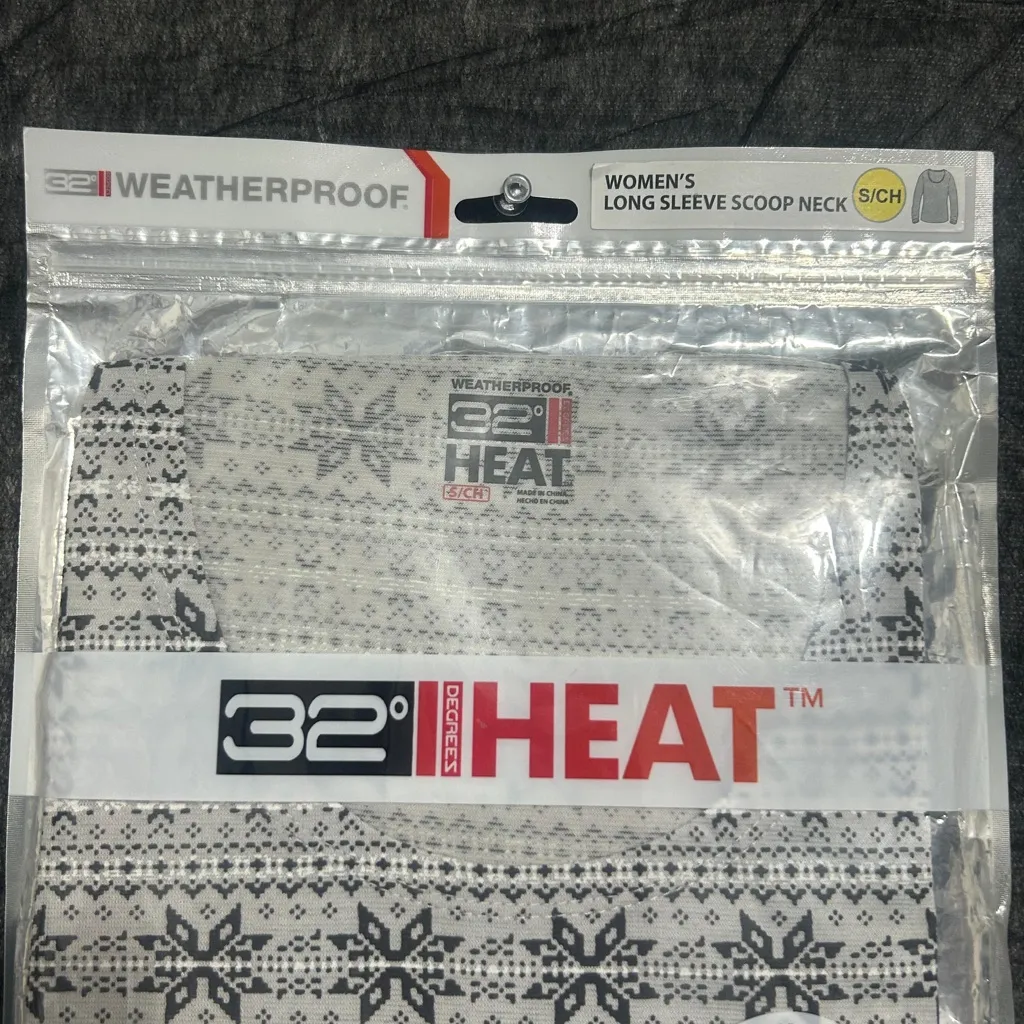 32° WEATHERPROOF
WOMEN'S
LONG SLEEVE SCOOP NECK
S/CH
WEATHERPROOF
32° DEGREES
HEAT
S/CH
MADE IN CHINA
HECHO EN CHINA
32° DEGREES HEAT™